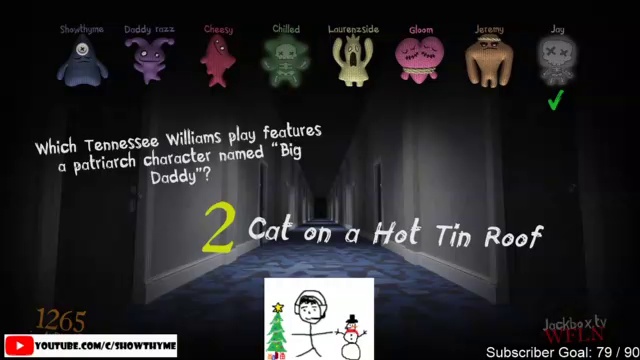 Showthyme Daddy razz Cheesy Chilled Laurenzside Gloom Jeremy Jay
Which Tennessee Williams play features
a patriarch character named "Big
Daddy"?
2 Cat on a Hot Tin Roof
1265
Jackbox.tv
YOUTUBE.COM/C/SHOWTHYME
Subscriber Goal: 79 / 90